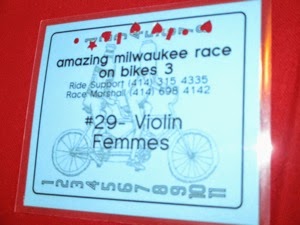 amazing milwaukee race
on bikes 3
Ride Support (414) 315 4335
Race Marshall (414) 698 4142
#29- Violin
Femmes
1 2 3 4 5 6 7 8 9 10 11